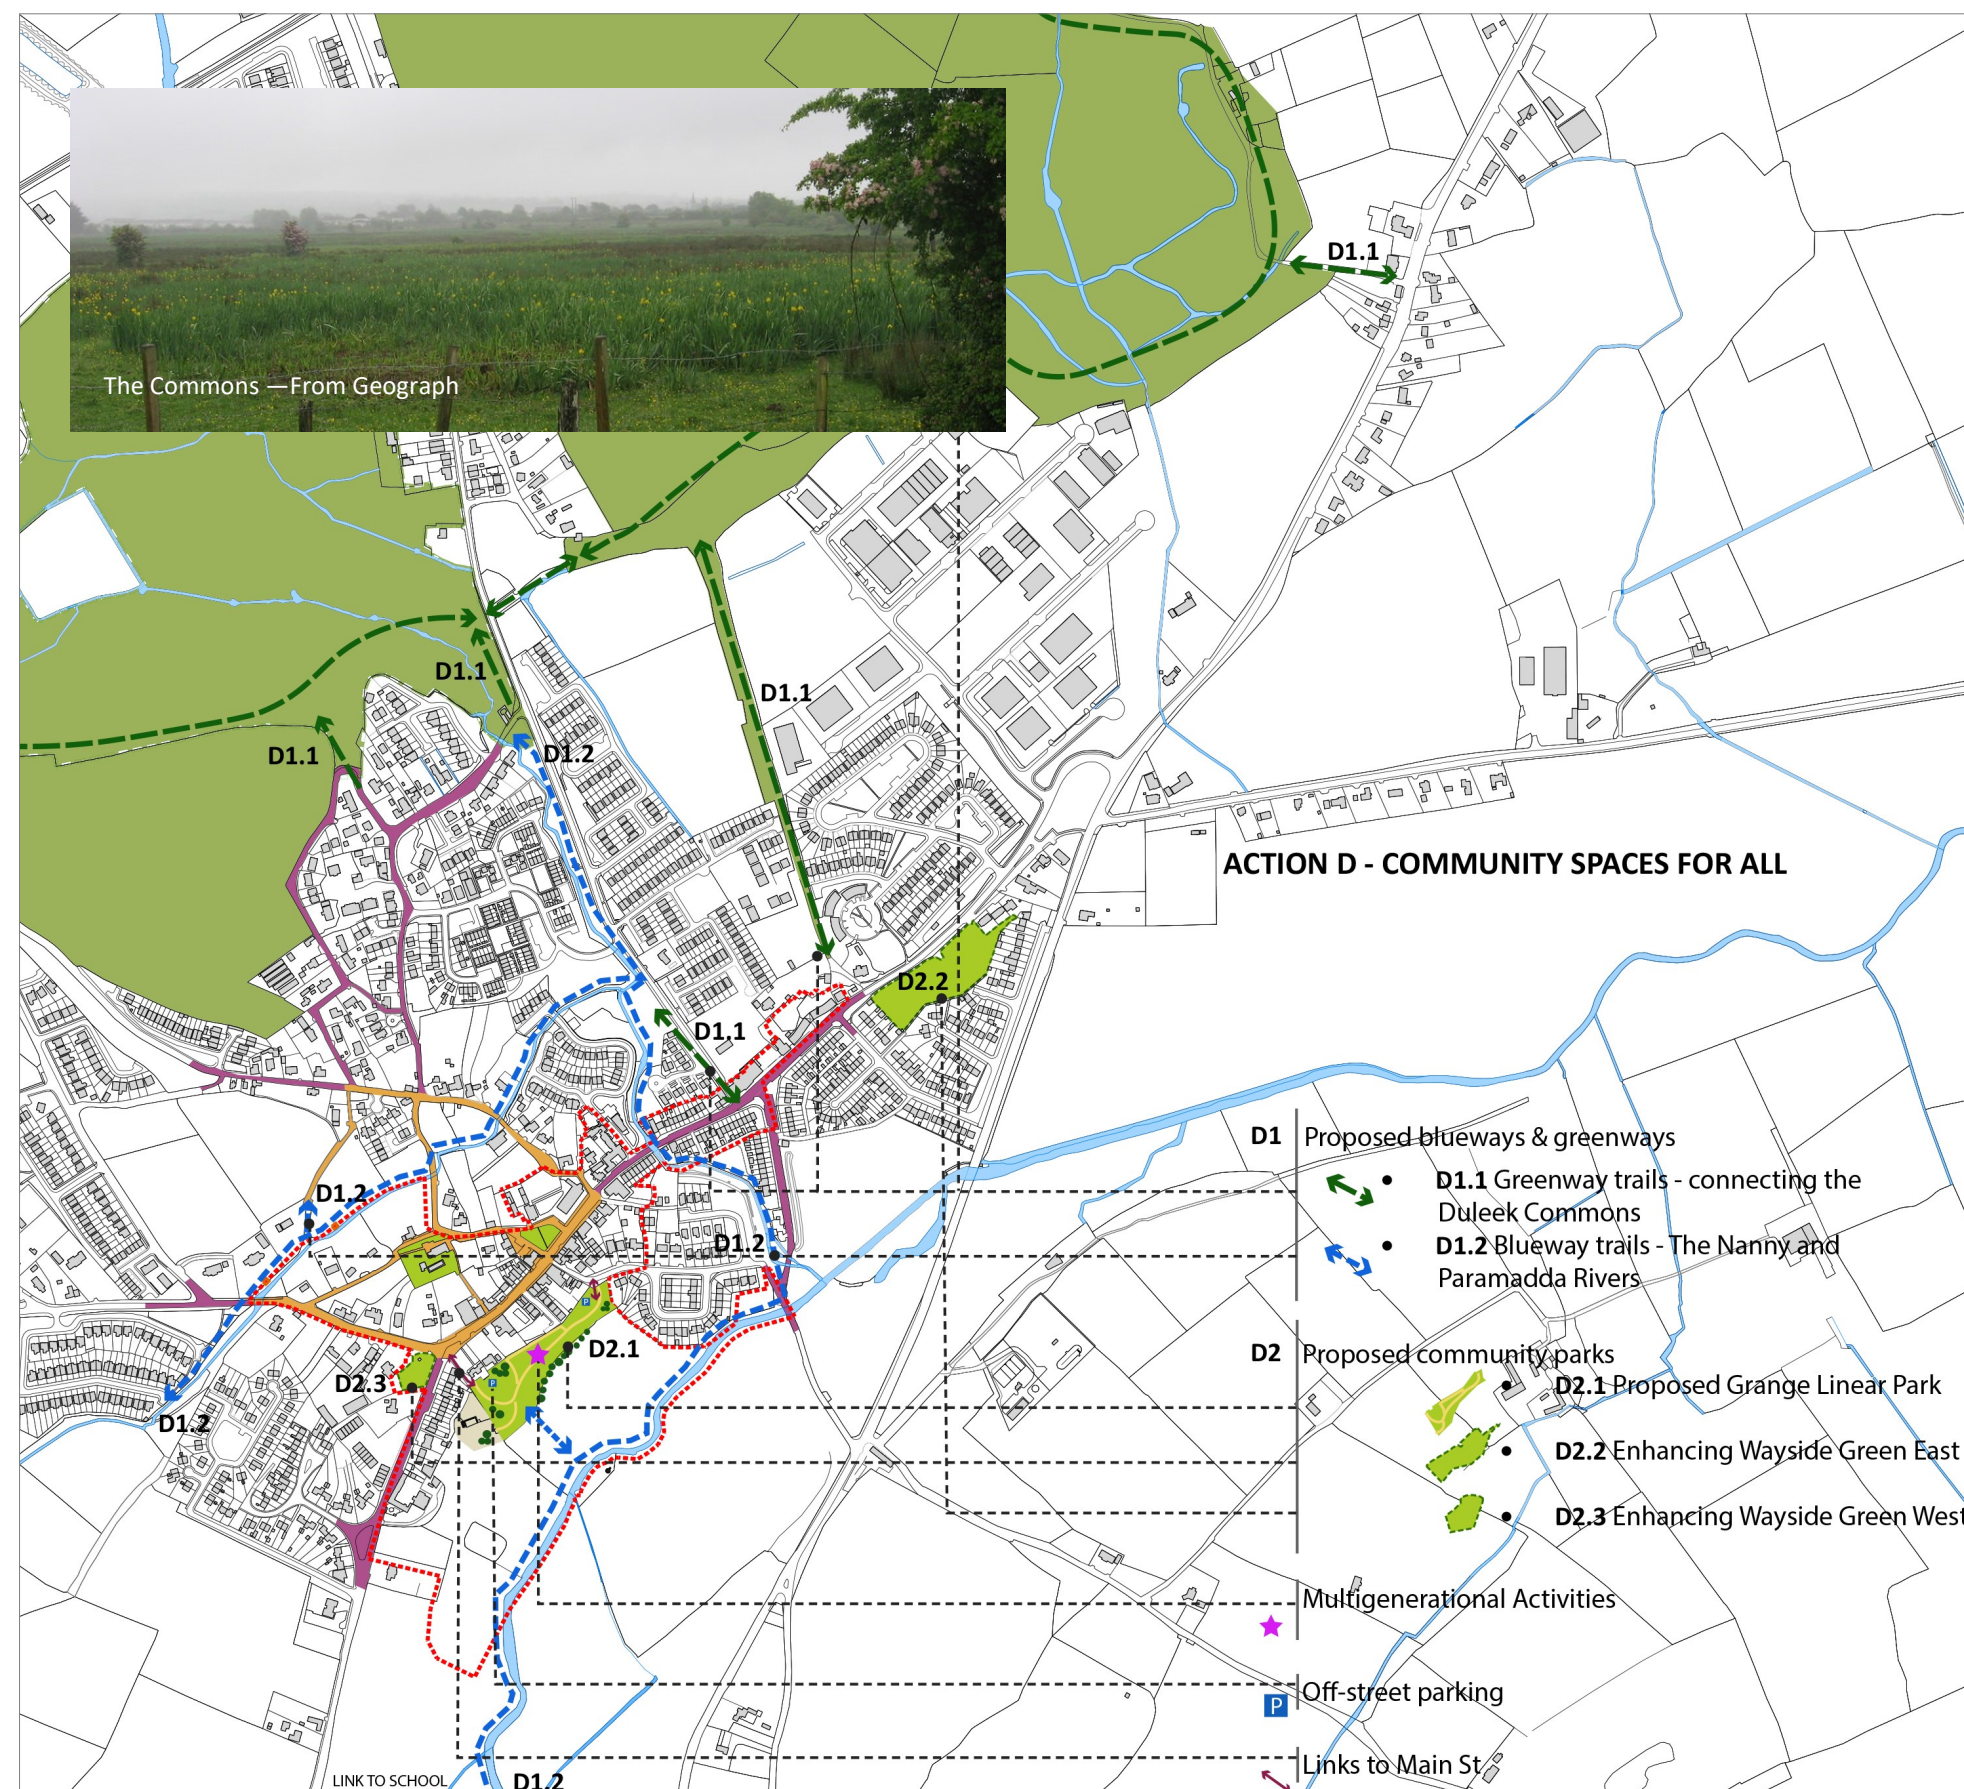 The Commons —From Geograph
D1.1
D1.1
D1.1
D1.1
D1.2
ACTION D - COMMUNITY SPACES FOR ALL
D2.2
D1.1
D1.2
D1.2
D2.1
D2.3
D1.2
D1 Proposed blueways & greenways
D1.1 Greenway trails - connecting the
Duleek Commons
D1.2 Blueway trails - The Nanny and
Paramadda Rivers
D2 Proposed community parks
D2.1 Proposed Grange Linear Park
D2.2 Enhancing Wayside Green East
D2.3 Enhancing Wayside Green West
Multigenerational Activities
P
P
P Off-street parking
Links to Main St
LINK TO SCHOOL
D1.2